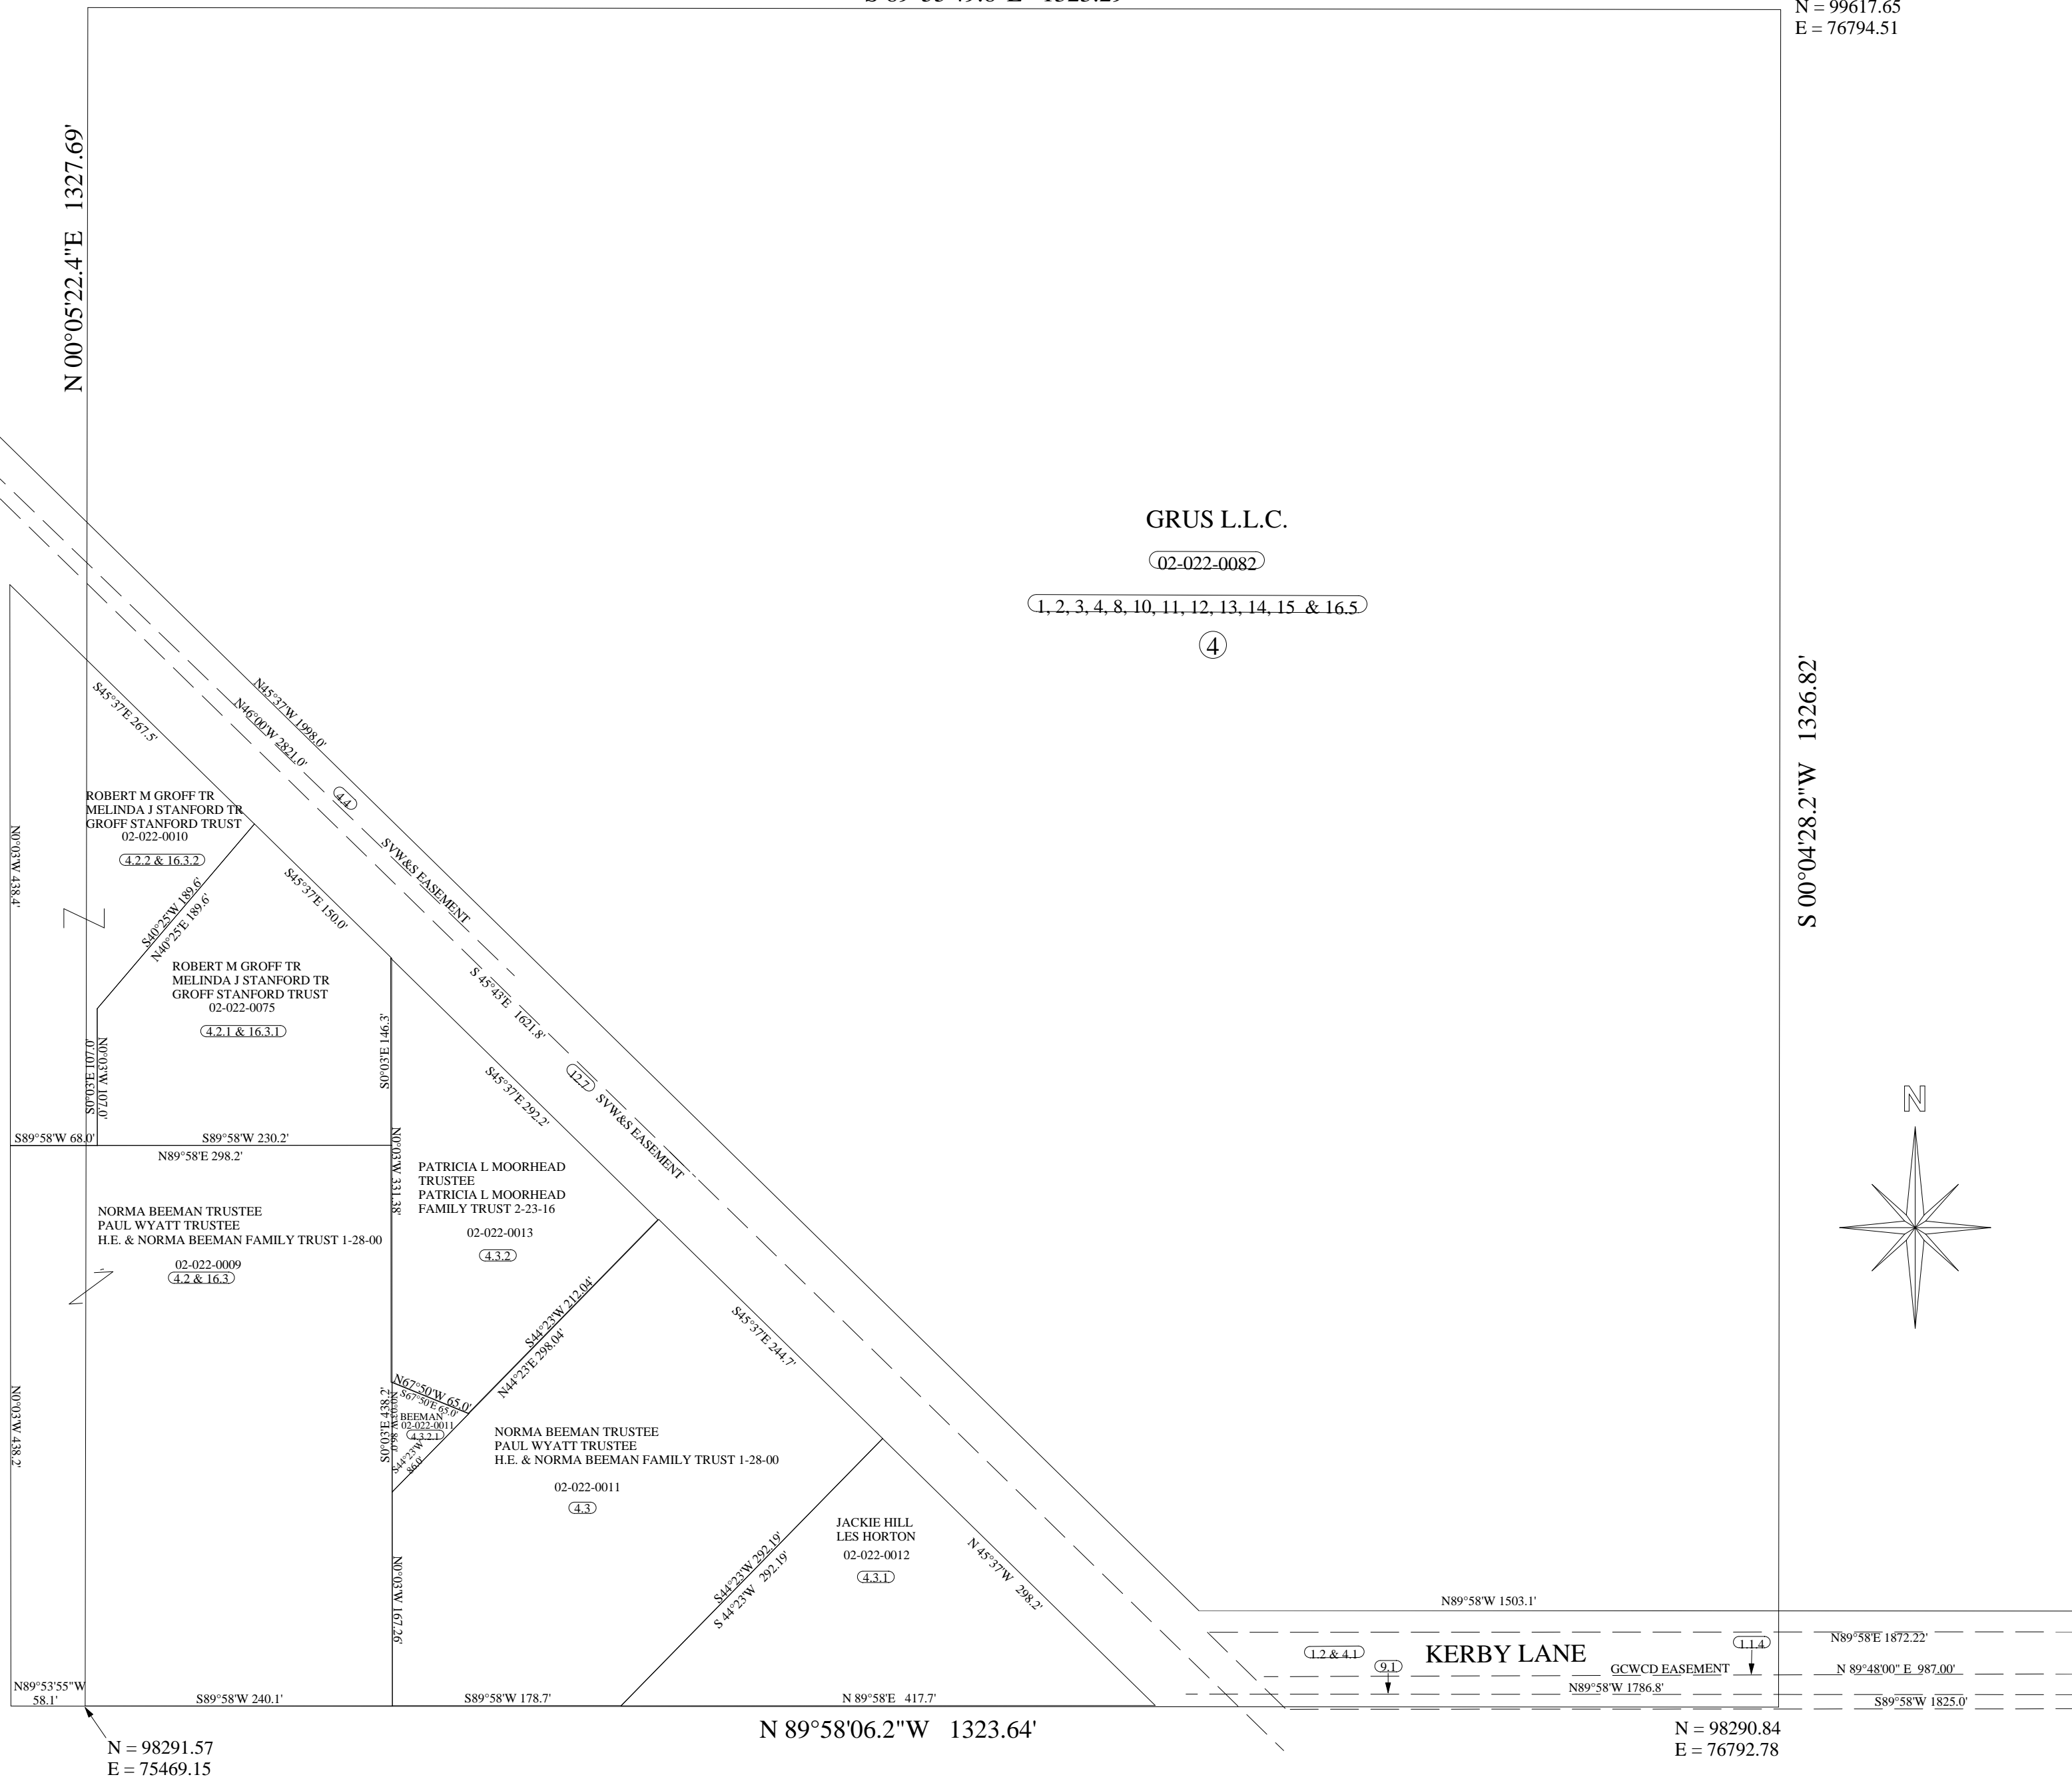 N = 99617.65
E = 76794.51
N 00°05'22.4"E 1327.69'
GRUS L.L.C.
02-022-0082
1, 2, 3, 4, 8, 10, 11, 12, 13, 14, 15 & 16.5
4
S 00°04'28.2"W 1326.82'
N45°37'W 1998.0'
N46°00'W 2821.0'
S45°37'E 267.5'
4.4
SVW&S EASEMENT
ROBERT M GROFF TR
MELINDA J STANFORD TR
GROFF STANFORD TRUST
02-022-0010
4.2.2 & 16.3.2
N0°03'W 438.4'
S40°25'W 189.6'
N40°25'E 189.6'
S45°37'E 150.0'
ROBERT M GROFF TR
MELINDA J STANFORD TR
GROFF STANFORD TRUST
02-022-0075
4.2.1 & 16.3.1
S 45°43'E 1621.8'
S0°03'E 107.0'
N0°03'W 107.0'
S0°03'E 146.3'
S45°37'E 292.2'
12.7
SVW&S EASEMENT
N
S89°58'W 68.0'
S89°58'W 230.2'
N89°58'E 298.2'
N0°03'W 331.38'
PATRICIA L MOORHEAD
TRUSTEE
PATRICIA L MOORHEAD
FAMILY TRUST 2-23-16
02-022-0013
4.3.2
NORMA BEEMAN TRUSTEE
PAUL WYATT TRUSTEE
H.E. & NORMA BEEMAN FAMILY TRUST 1-28-00
02-022-0009
4.2 & 16.3
S44°23'W 212.04'
N44°23'E 298.04'
S45°37'E 244.7'
N0°03'W 438.2'
S0°03'E 438.2'
N67°50'W 65.0'
S67°50'E 65.0'
N0°03'W 86.0'
BEEMAN
02-022-0011
4.3.2.1
S44°23'W
86.0'
NORMA BEEMAN TRUSTEE
PAUL WYATT TRUSTEE
H.E. & NORMA BEEMAN FAMILY TRUST 1-28-00
02-022-0011
4.3
JACKIE HILL
LES HORTON
02-022-0012
4.3.1
S44°23'W 292.19'
S 44°23'W 292.19'
N 45°37'W 298.2'
N0°03'W 167.26'
N89°58'W 1503.1'
1.2 & 4.1
KERBY LANE
1.1.4
N89°58'E 1872.22'
9.1
GCWCD EASEMENT
N 89°48'00" E 987.00'
N89°58'W 1786.8'
S89°58'W 1825.0'
N89°53'55"W
58.1'
S89°58'W 240.1'
S89°58'W 178.7'
N 89°58'E 417.7'
N 89°58'06.2"W 1323.64'
N = 98291.57
E = 75469.15
N = 98290.84
E = 76792.78